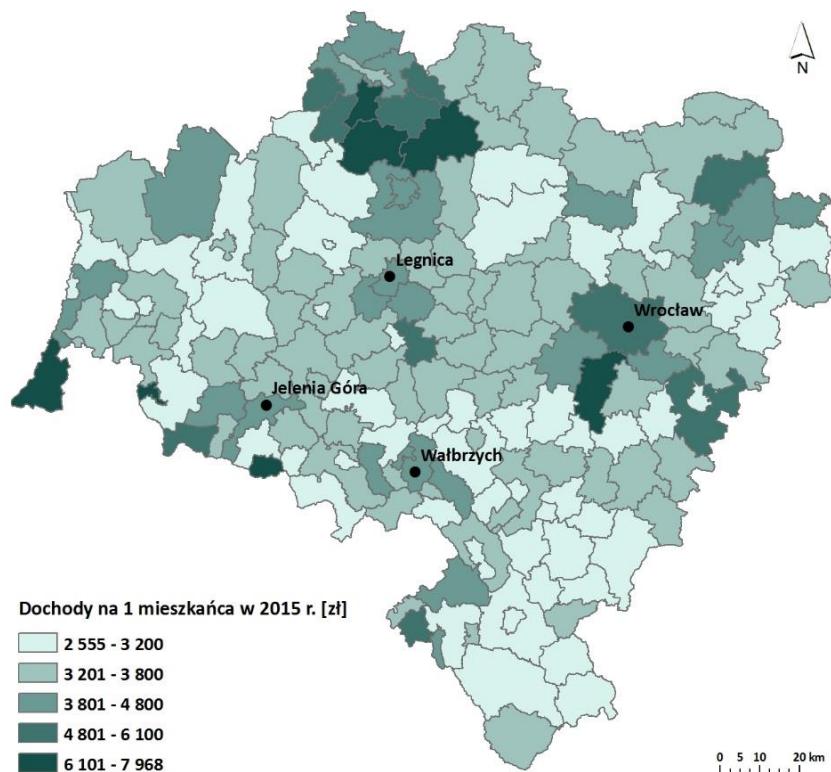 N
Legnica
Wrocław
Jelenia Góra
Wałbrzych
Dochody na 1 mieszkańca w 2015 r. [zł]
2 555 - 3 200
3 201 - 3 800
3 801 - 4 800
4 801 - 6 100
6 101 - 7 968
0 5 10 20 km